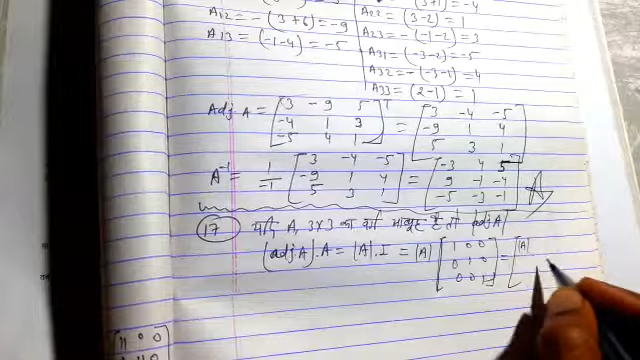 (3+1) = -4
A12 = -(3+6) = -9 A22 = (3-2) = 1
A13 = (-1-4) = -5 A23 = -(-1-2) = 3
A31 = (-3-2) = -5
A32 = -(-3-1) = 4
A33 = (2-1) = 1
Adj. A = [3 -9 5 / -4 1 3 / -5 4 1]T = [3 -4 -5 / -9 1 4 / 5 3 1]
A-1 = 1/-1 [3 -4 -5 / -9 1 4 / 5 3 1] = [-3 4 5 / 9 -1 -4 / -5 -3 -1] A
17 यदि A, 3x3 का वर्ग आव्यूह है तो |adj A|
(adj. A). A = |A|. I = |A| [1 0 0 / 0 1 0 / 0 0 1] = [|A|